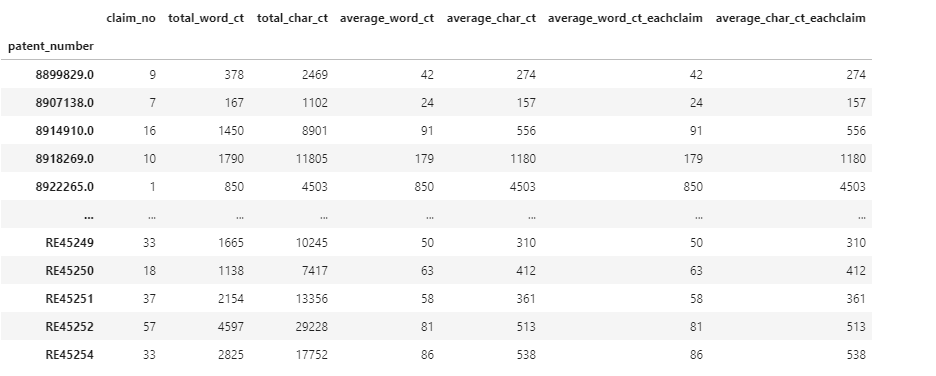 claim_no total_word_ct total_char_ct average_word_ct average_char_ct average_word_ct_eachclaim average_char_ct_eachclaim
patent_number
8899829.0 9 378 2469 42 274 42 274
8907138.0 7 167 1102 24 157 24 157
8914910.0 16 1450 8901 91 556 91 556
8918269.0 10 1790 11805 179 1180 179 1180
8922265.0 1 850 4503 850 4503 850 4503
... ... ... ... ... ... ... ...
RE45249 33 1665 10245 50 310 50 310
RE45250 18 1138 7417 63 412 63 412
RE45251 37 2154 13356 58 361 58 361
RE45252 57 4597 29228 81 513 81 513
RE45254 33 2825 17752 86 538 86 538